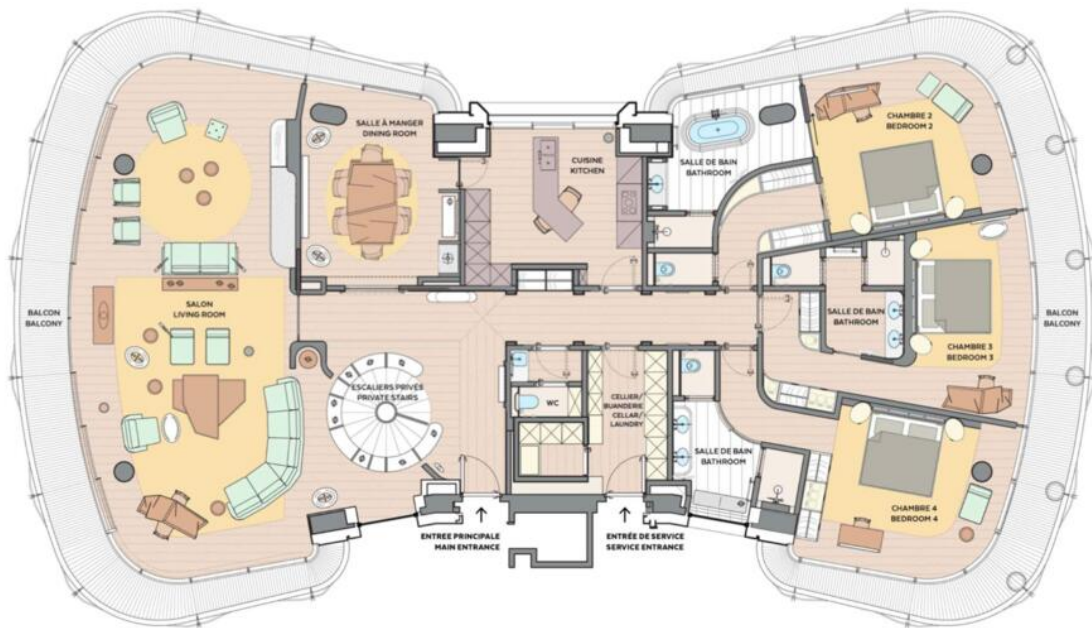 SALLE À MANGER
DINING ROOM
CUISINE
KITCHEN
SALLE DE BAIN
BATHROOM
CHAMBRE 2
BEDROOM 2
BALCON
BALCONY
SALON
LIVING ROOM
SALLE DE BAIN
BATHROOM
CHAMBRE 3
BEDROOM 3
BALCON
BALCONY
ESCALIERS PRIVÉS
PRIVATE STAIRS
WC
CELLIER/
BUANDERIE
CELLAR/
LAUNDRY
SALLE DE BAIN
BATHROOM
CHAMBRE 4
BEDROOM 4
ENTREE PRINCIPALE
MAIN ENTRANCE
ENTRÉE DE SERVICE
SERVICE ENTRANCE